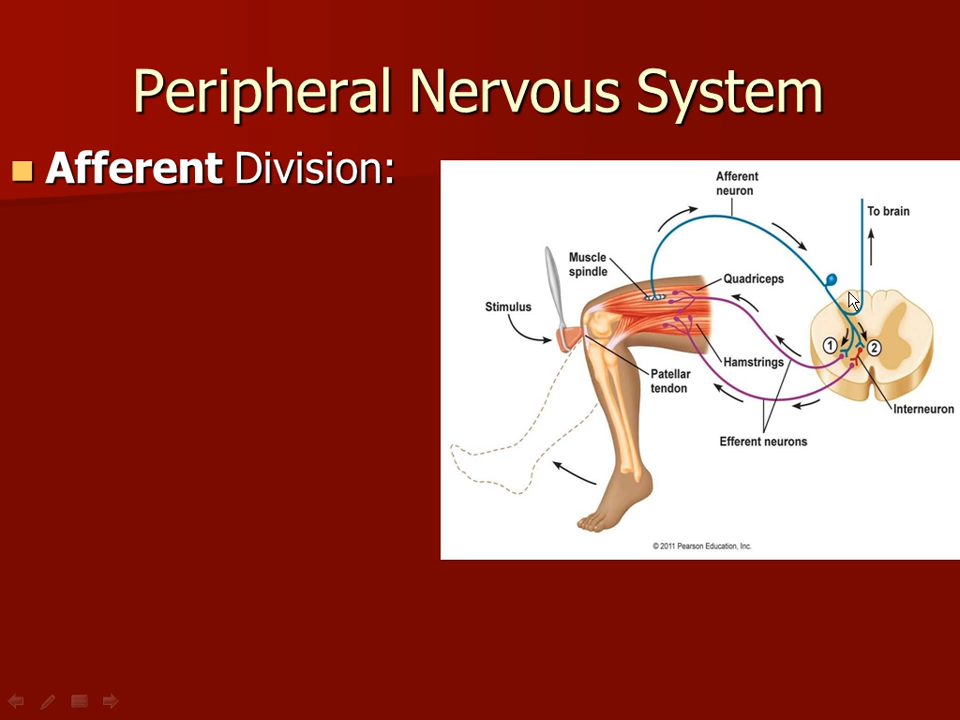 Peripheral Nervous System
Afferent Division:
Afferent
neuron
To brain
Muscle
spindle
Quadriceps
Stimulus
1
2
Hamstrings
Patellar
tendon
Interneuron
Efferent neurons
© 2011 Pearson Education, Inc.